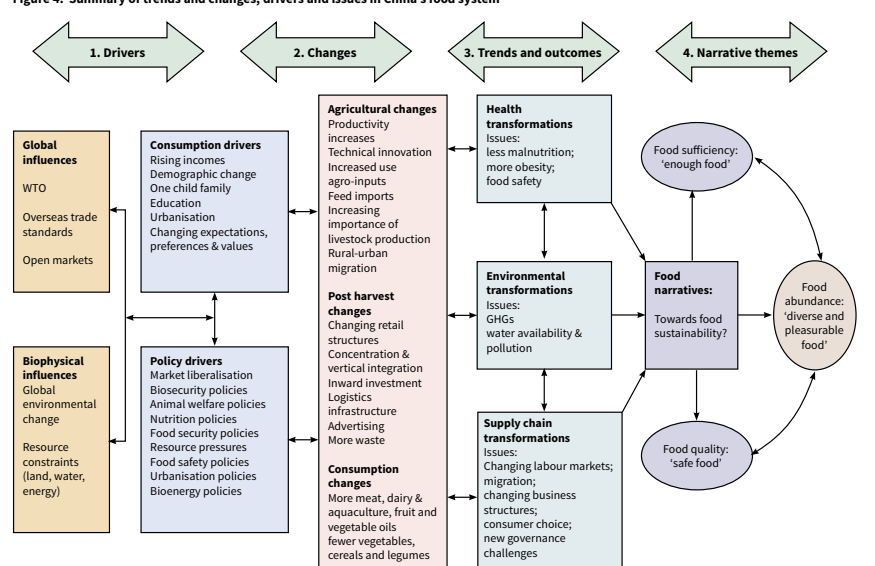 Figure 4: Summary of trends and changes, drivers and issues in China's food system
1. Drivers
2. Changes
3. Trends and outcomes
4. Narrative themes
Global
influences
WTO
Overseas trade
standards
Open markets
Biophysical
influences
Global
environmental
change
Resource
constraints
(land, water,
energy)
Consumption drivers
Rising incomes
Demographic change
One child family
Education
Urbanisation
Changing expectations,
preferences & values
Policy drivers
Market liberalisation
Biosecurity policies
Animal welfare policies
Nutrition policies
Food security policies
Resource pressures
Food safety policies
Urbanisation policies
Bioenergy policies
Agricultural changes
Productivity
increases
Technical innovation
Increased use
agro-inputs
Feed imports
Increasing
importance of
livestock production
Rural-urban
migration
Post harvest
changes
Changing retail
structures
Concentration &
vertical integration
Inward investment
Logistics
infrastructure
Advertising
More waste
Consumption
changes
More meat, dairy &
aquaculture, fruit and
vegetable oils
fewer vegetables,
cereals and legumes
Health
transformations
Issues:
less malnutrition;
more obesity;
food safety
Environmental
transformations
Issues:
GHGs
water availability &
pollution
Supply chain
transformations
Issues:
Changing labour markets;
migration;
changing business
structures;
consumer choice;
new governance
challenges
Food
narratives:
Towards food
sustainability?
Food sufficiency:
‘enough food’
Food
abundance:
‘diverse and
pleasurable
food’
Food quality:
‘safe food’